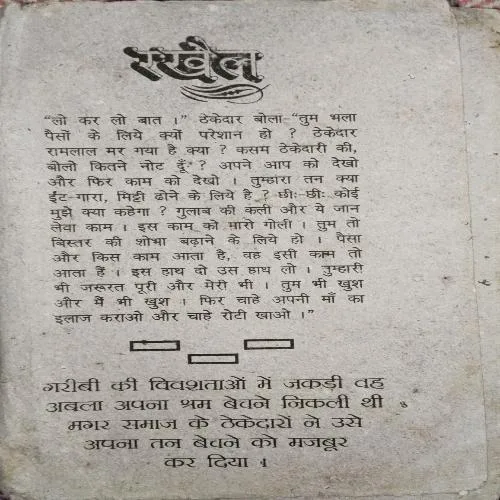 रखैल
"लो कर लो बात ।" ठेकेदार बोला-"तुम भला
पैसों के लिये क्यों परेशान हो ? ठेकेदार
रामलाल मर गया है क्या ? कसम ठेकेदारी की,
बोलो कितने नोट दूँ ? अपने आप को देखो
और फिर काम को देखो । तुम्हारा तन क्या
ईंट-गारा, मिट्टी ढोने के लिये है ? छीः-छीः कोई
मुझे क्या कहेगा ? गुलाब की कली और ये जान
लेवा काम । इस काम को मारो गोली । तुम तो
बिस्तर की शोभा बढ़ाने के लिये हो । पैसा
और किस काम आता है, वह इसी काम तो
आता हैं । इस हाथ दो उस हाथ लो । तुम्हारी
भी जरूरत पूरी और मेरी भी । तुम भी खुश
और मैं भी खुश । फिर चाहे अपनी माँ का
इलाज कराओ और चाहे रोटी खाओ ।"
गरीबी की विवशताओं में जकड़ी वह
अबला अपना श्रम बेचने निकली थी
मगर समाज के ठेकेदारों ने उसे
अपना तन बेचने को मजबूर
कर दिया ।